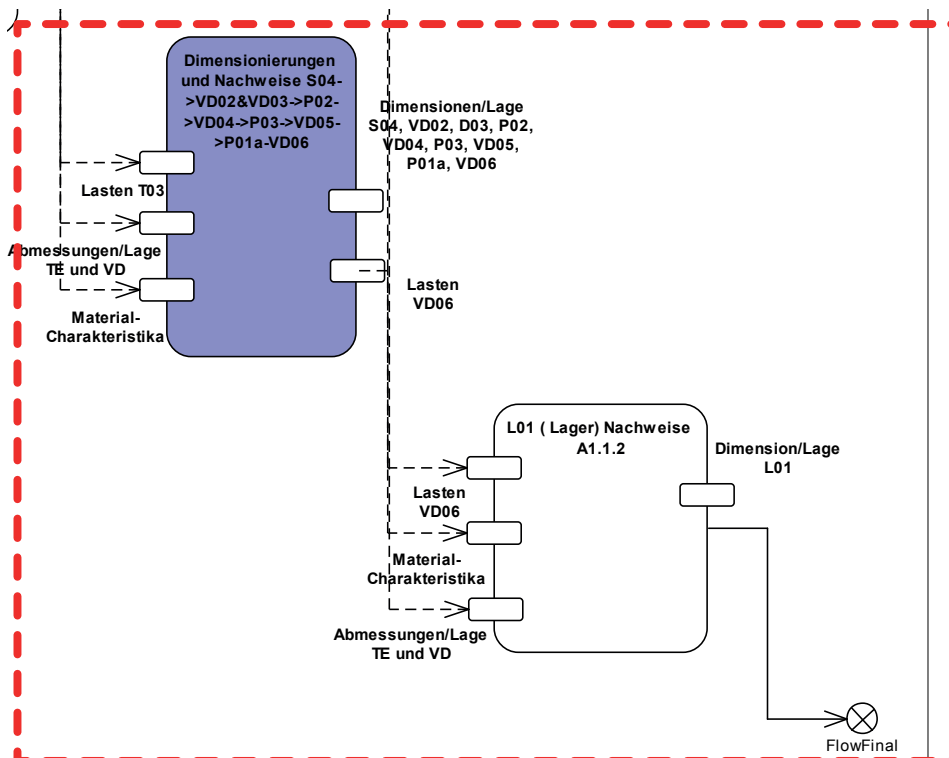 Dimensionierungen
und Nachweise S04-
>VD02&VD03->P02-
>VD04->P03->VD05-
>P01a-VD06
Dimensionen/Lage
S04, VD02, D03, P02,
VD04, P03, VD05,
P01a, VD06
Lasten T03
Abmessungen/Lage
TE und VD
Material-
Charakteristika
Lasten
VD06
L01 ( Lager) Nachweise
A1.1.2
Dimension/Lage
L01
Lasten
VD06
Material-
Charakteristika
Abmessungen/Lage
TE und VD
FlowFinal